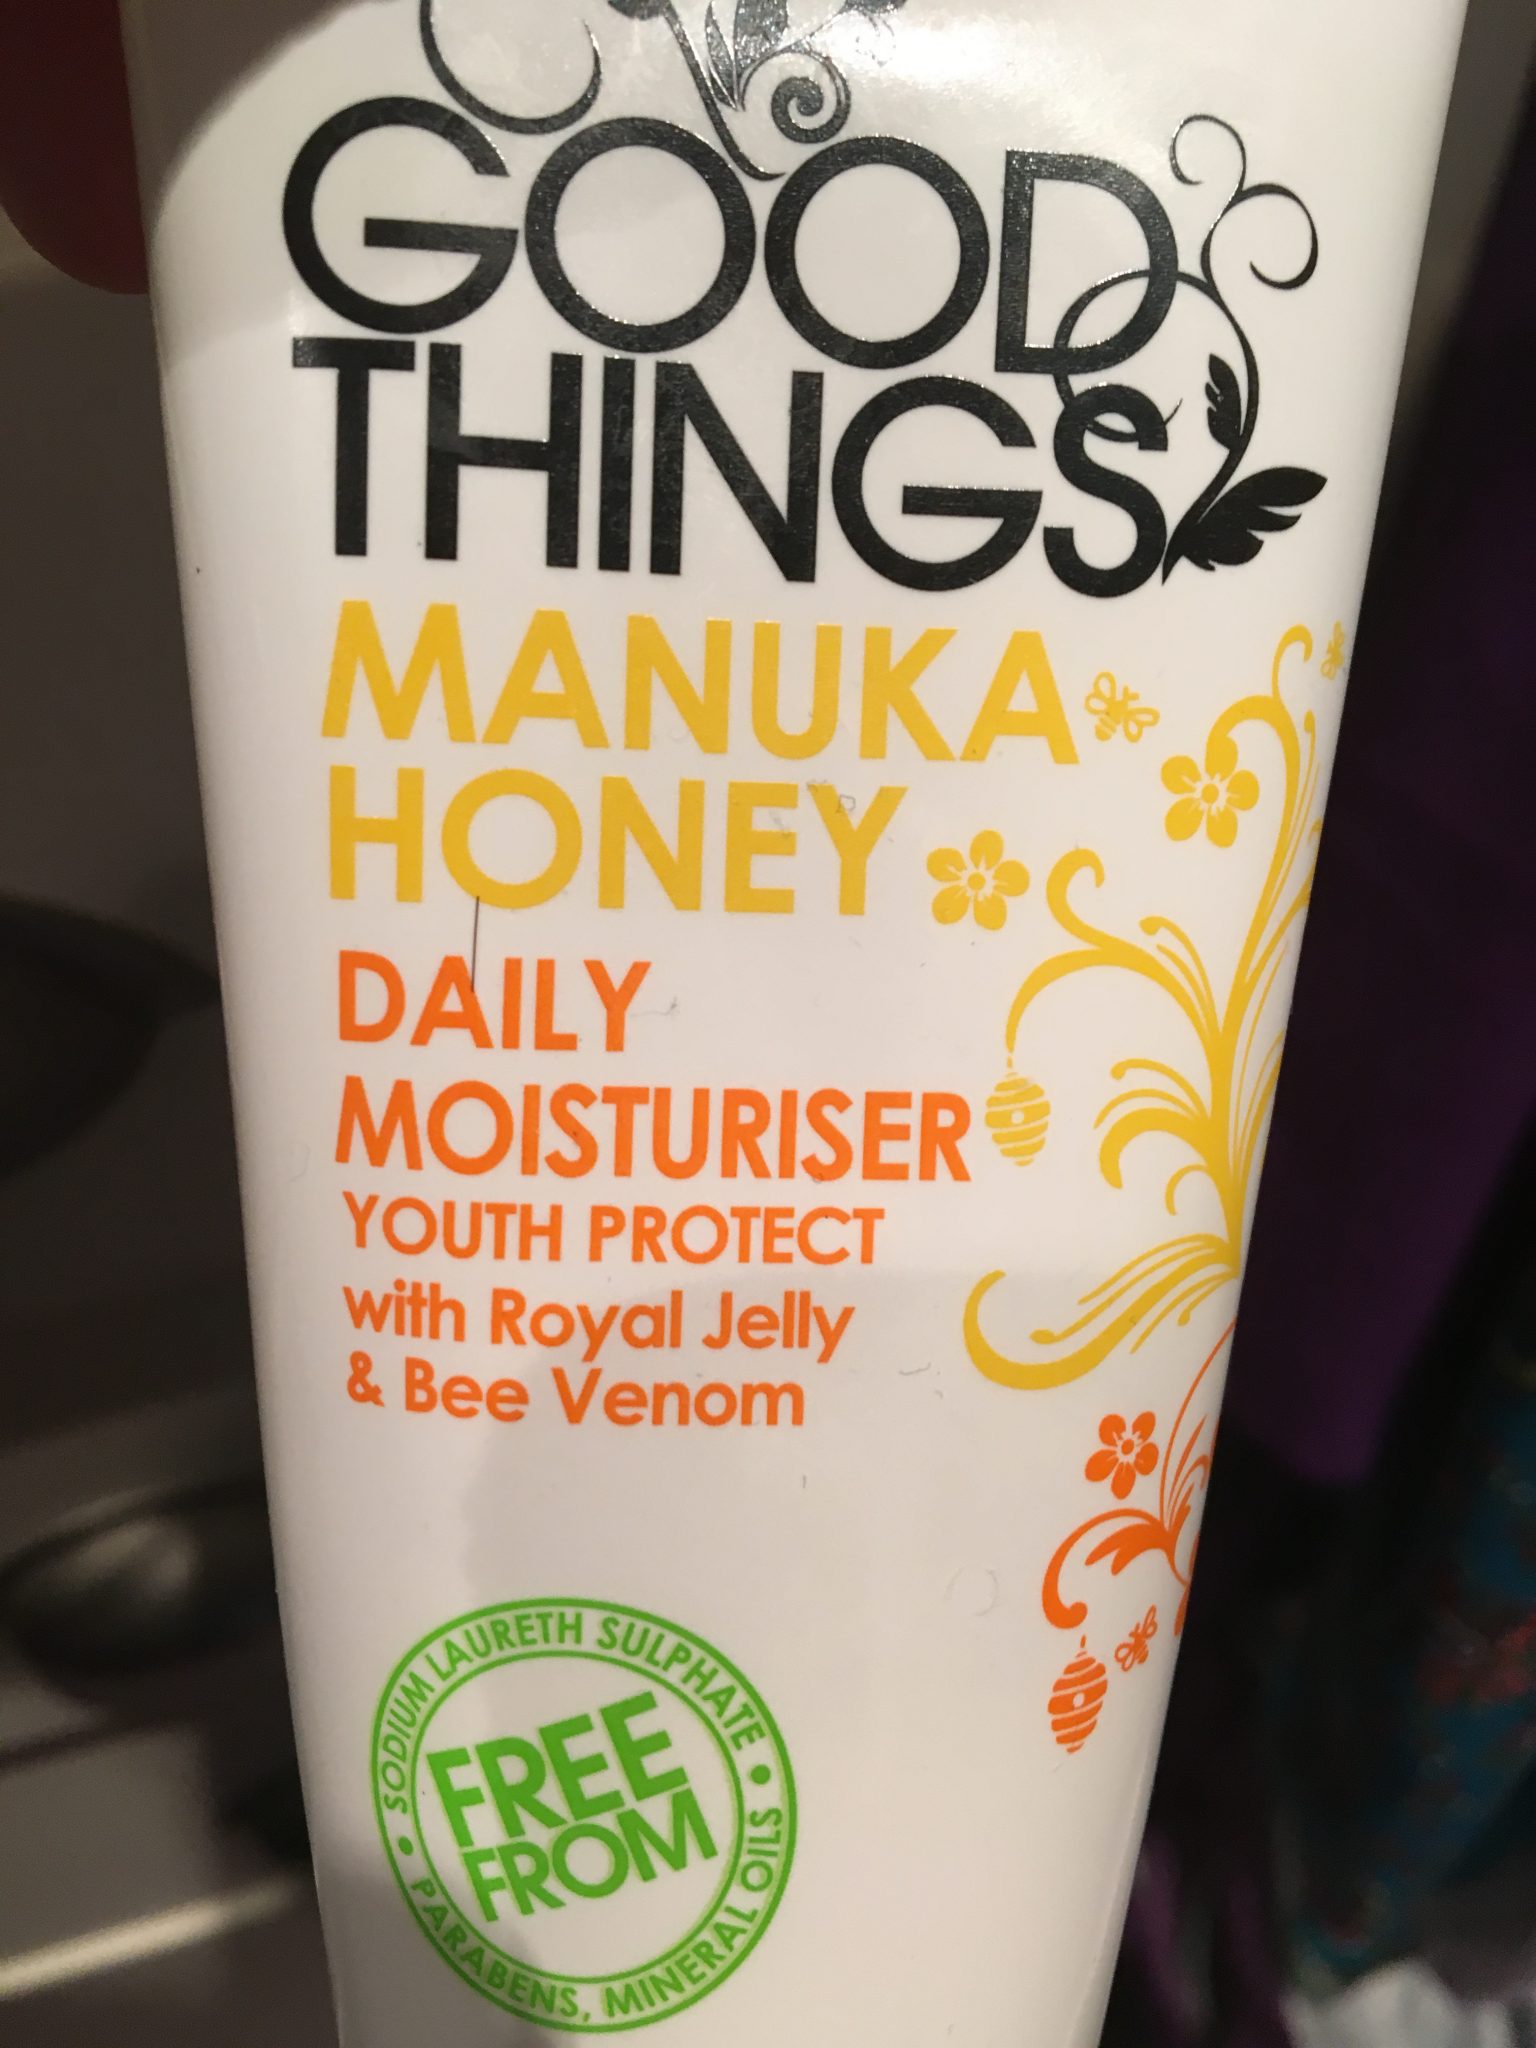 GOOD
THINGS
MANUKA
HONEY
DAILY
MOISTURISER
YOUTH PROTECT
with Royal Jelly
& Bee Venom
• SODIUM LAURETH SULPHATE •
FREE
FROM
PARABENS, MINERAL OILS